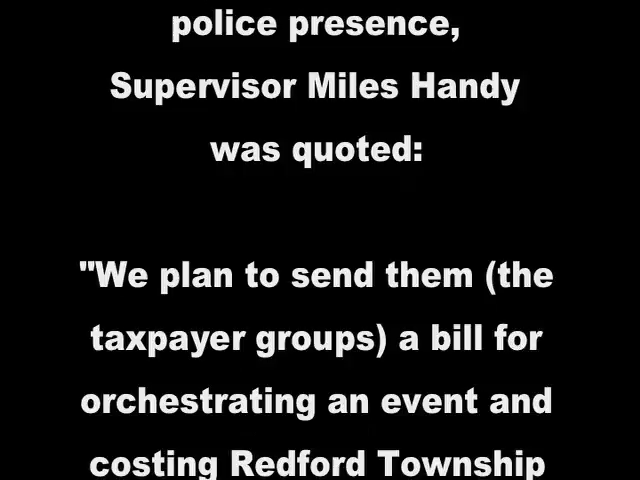 police presence,
Supervisor Miles Handy
was quoted:
"We plan to send them (the
taxpayer groups) a bill for
orchestrating an event and
costing Redford Township